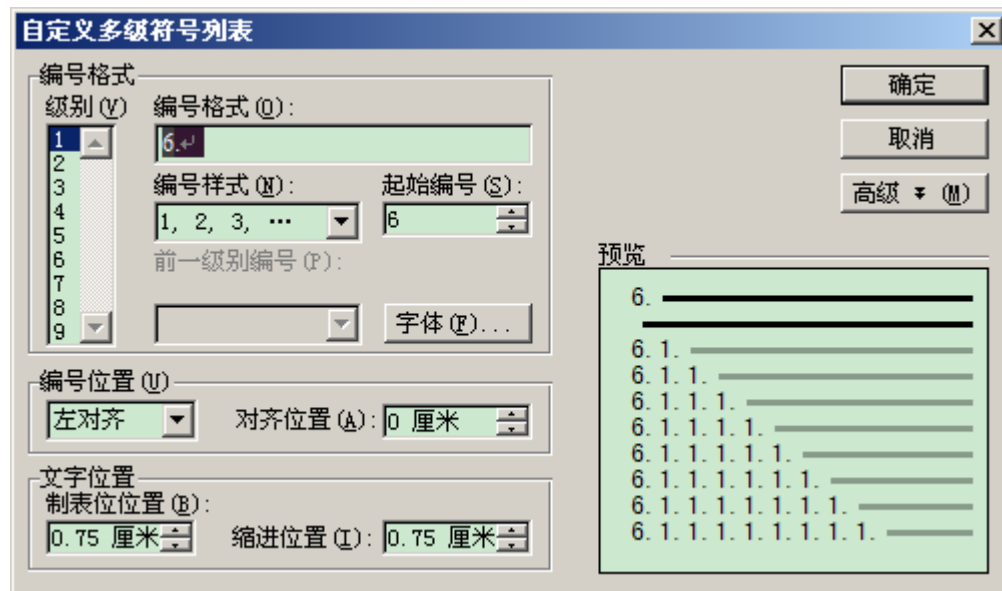 自定义多级符号列表
编号格式
级别(V) 编号格式(O):
1
2
3
4
5
6
7
8
9
6.↵
编号样式(N): 起始编号(S):
1, 2, 3, … 6
前一级别编号(P):
字体(F)...
编号位置(U)
左对齐 对齐位置(A): 0 厘米
文字位置
制表位位置(B):
0.75 厘米 缩进位置(I): 0.75 厘米
确定
取消
高级 ▼ (M)
预览
6.
6.1.
6.1.1.
6.1.1.1.
6.1.1.1.1.
6.1.1.1.1.1.
6.1.1.1.1.1.1.
6.1.1.1.1.1.1.1.
6.1.1.1.1.1.1.1.1.